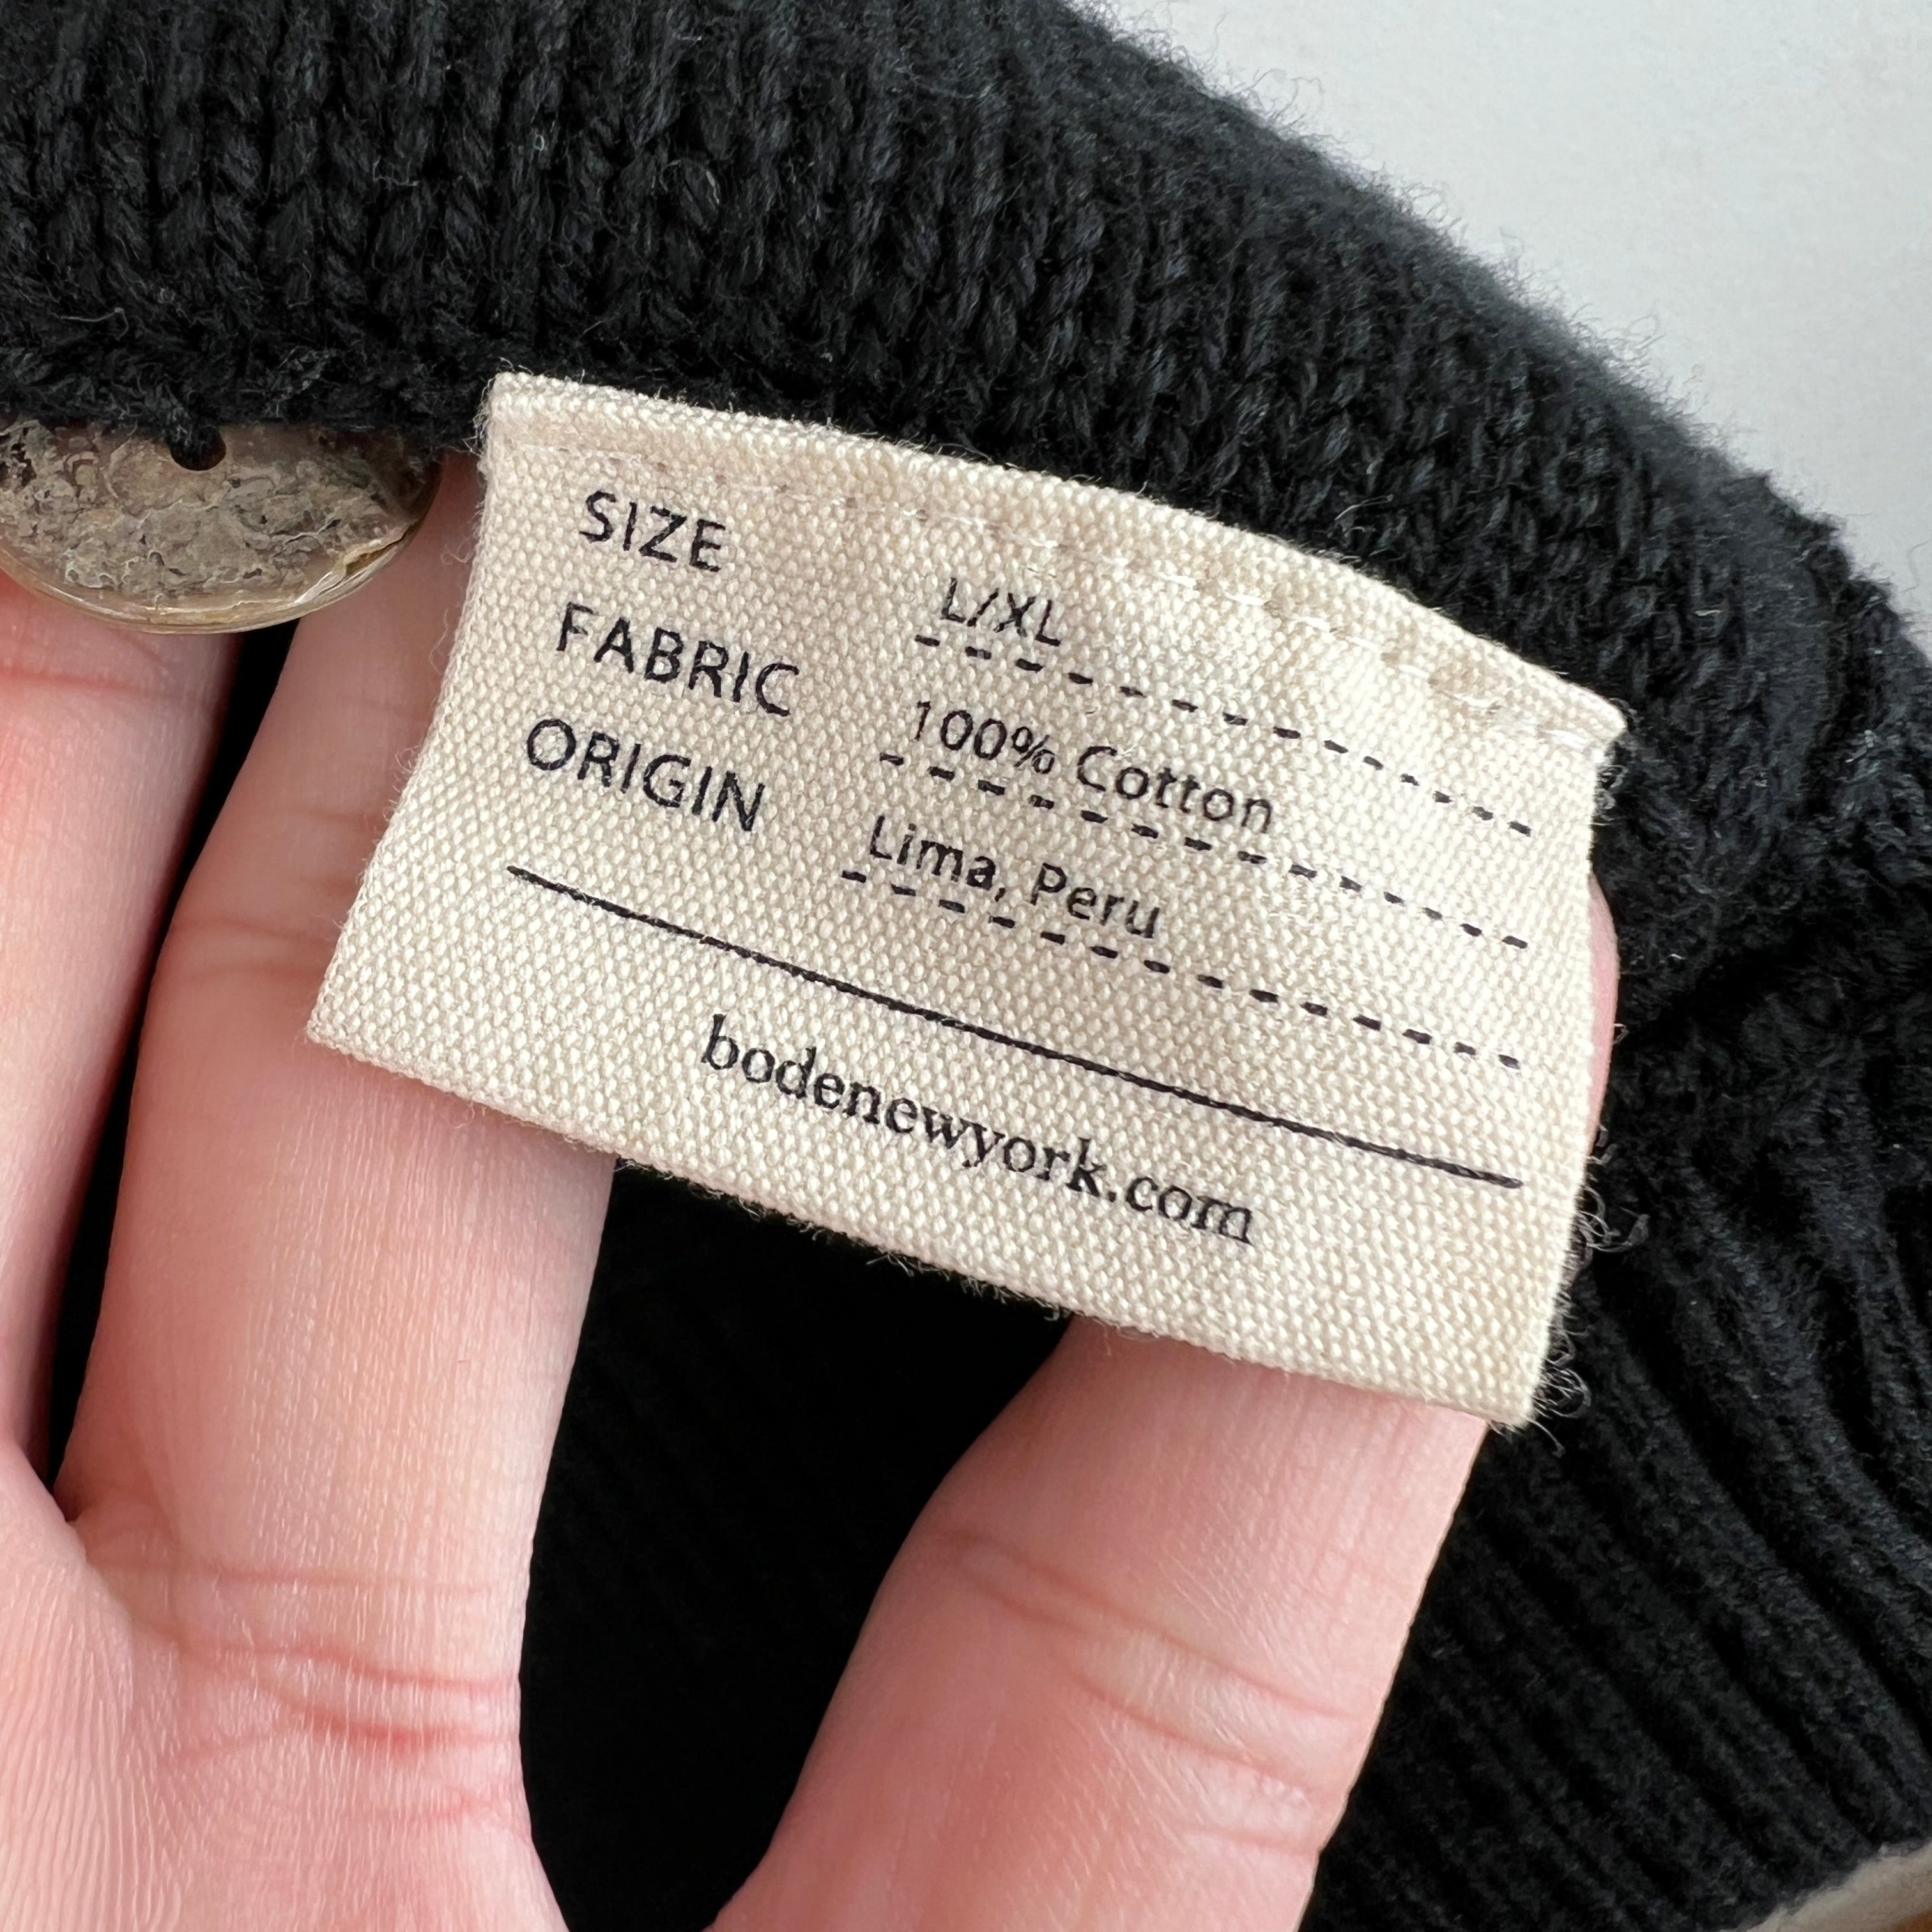 SIZE L/XL
FABRIC 100% Cotton
ORIGIN Lima, Peru
bodenewyork.com